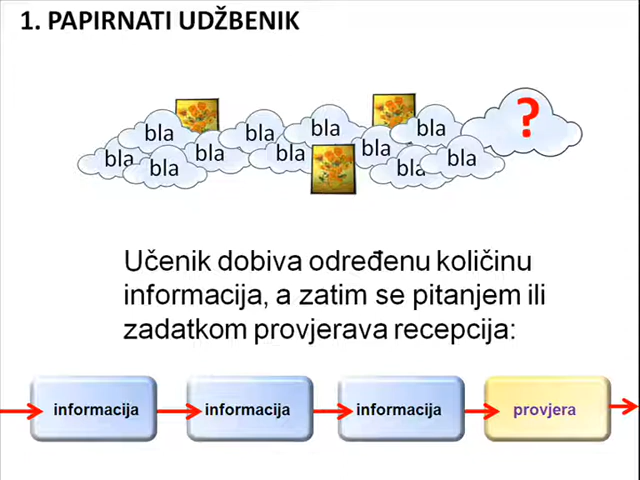 1. PAPIRNATI UDŽBENIK
?
bla bla bla bla
bla bla bla bla bla bla
Učenik dobiva određenu količinu
informacija, a zatim se pitanjem ili
zadatkom provjerava recepcija:
informacija informacija informacija provjera